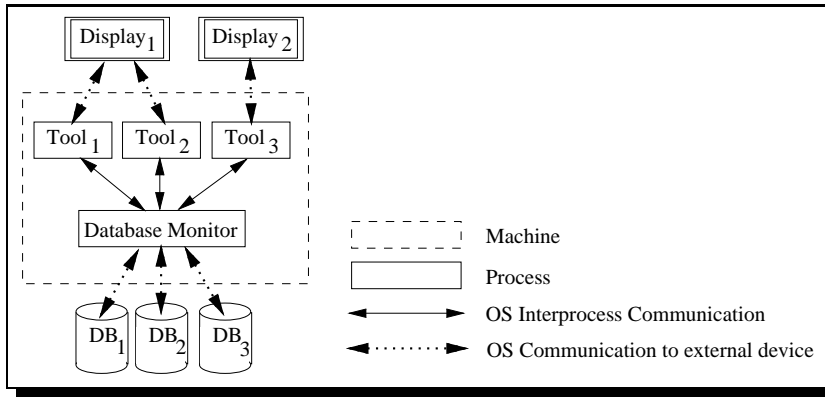 Display1 Display2
Tool1 Tool2 Tool3
Database Monitor
DB1 DB2 DB3
Machine
Process
OS Interprocess Communication
OS Communication to external device